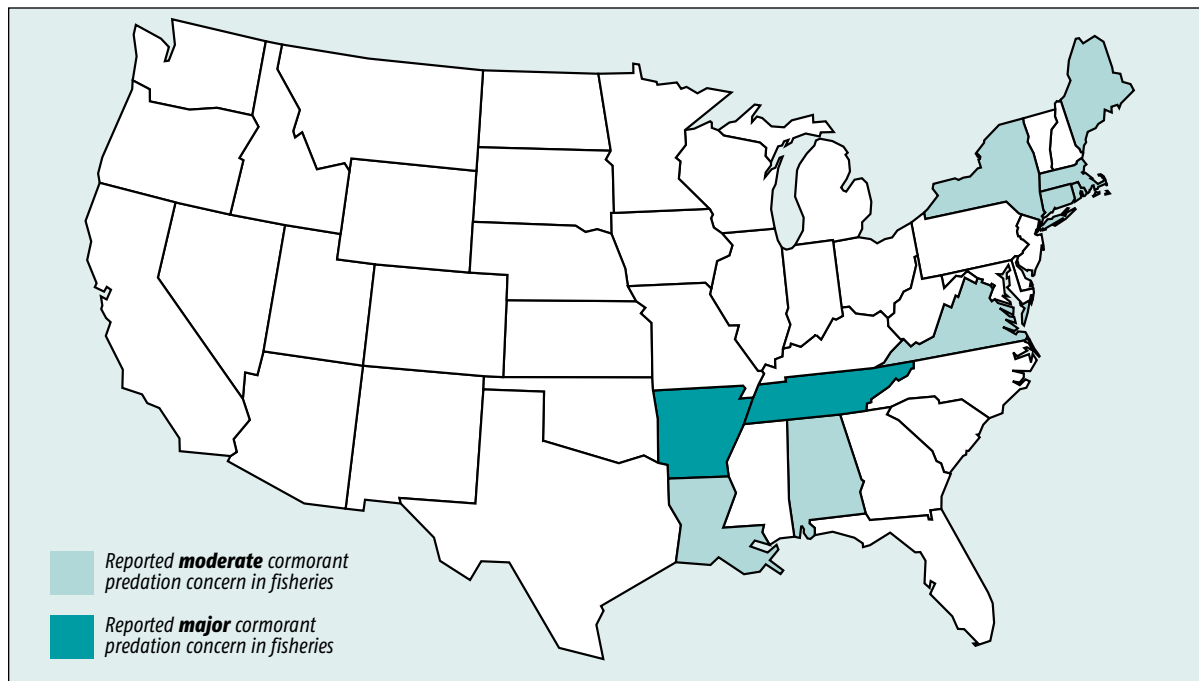 Reported moderate cormorant
predation concern in fisheries
Reported major cormorant
predation concern in fisheries